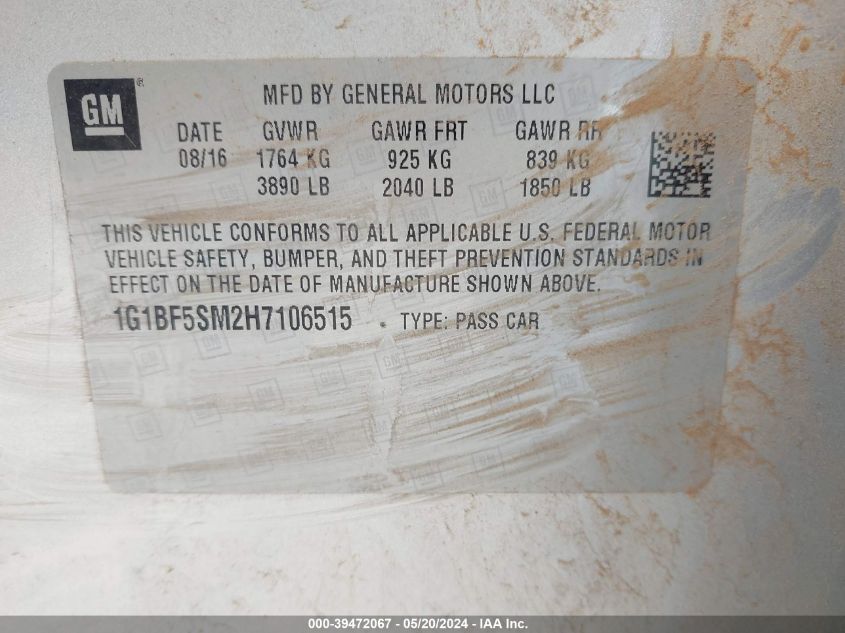 GM ®
MFD BY GENERAL MOTORS LLC
DATE GVWR GAWR FRT GAWR RR
08/16 1764 KG 925 KG 839 KG
3890 LB 2040 LB 1850 LB
THIS VEHICLE CONFORMS TO ALL APPLICABLE U.S. FEDERAL MOTOR
VEHICLE SAFETY, BUMPER, AND THEFT PREVENTION STANDARDS IN
EFFECT ON THE DATE OF MANUFACTURE SHOWN ABOVE.
1G1BF5SM2H7106515 . TYPE: PASS CAR
000-39472067 - 05/20/2024 - IAA Inc.